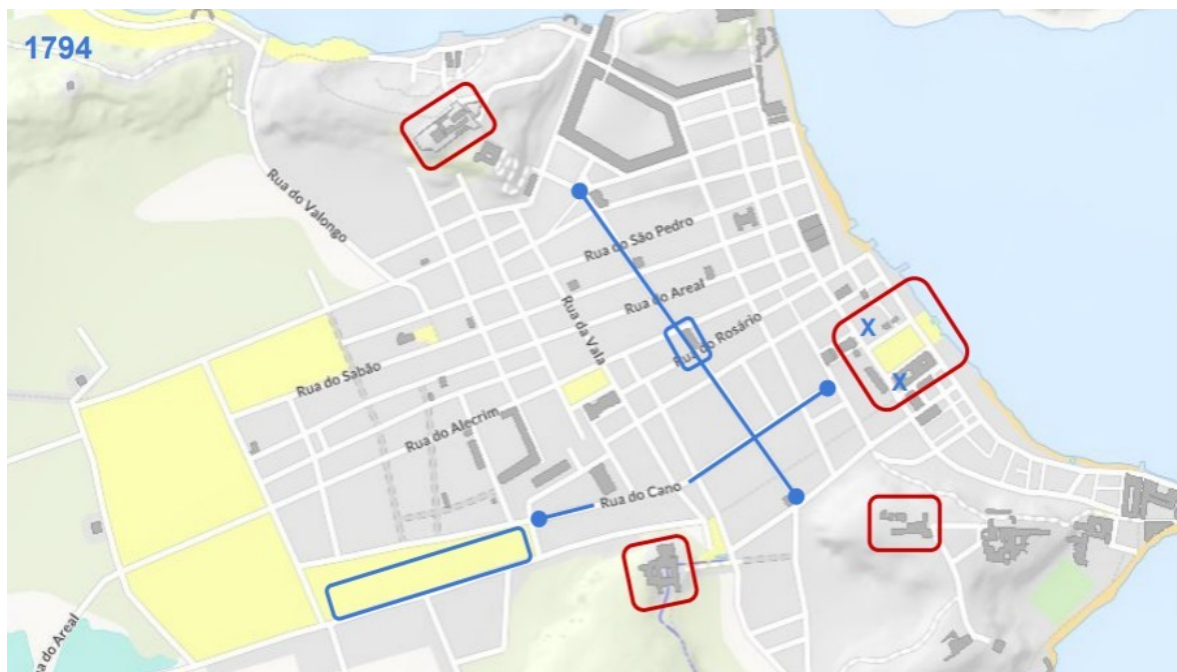 1794
Rua do Valongo
Rua do São Pedro
Rua do Areal
Rua da Vala
Rua do Rosário
Rua do Sabão
Rua do Alecrim
Rua do Cano
ua do Areal
X
X